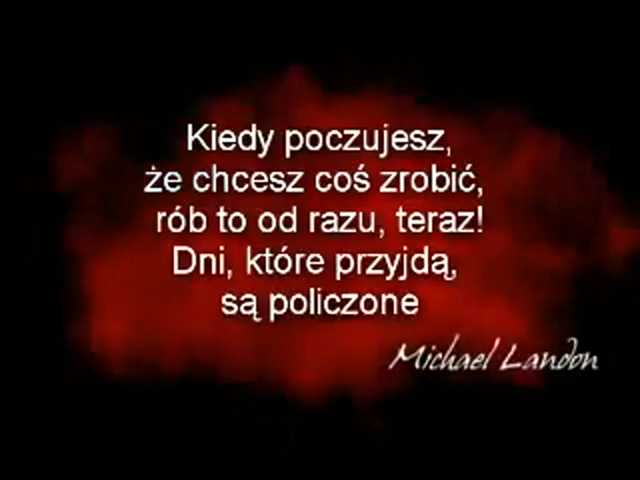 Kiedy poczujesz,
że chcesz coś zrobić,
rób to od razu, teraz!
Dni, które przyjdą,
są policzone
Michael Landon